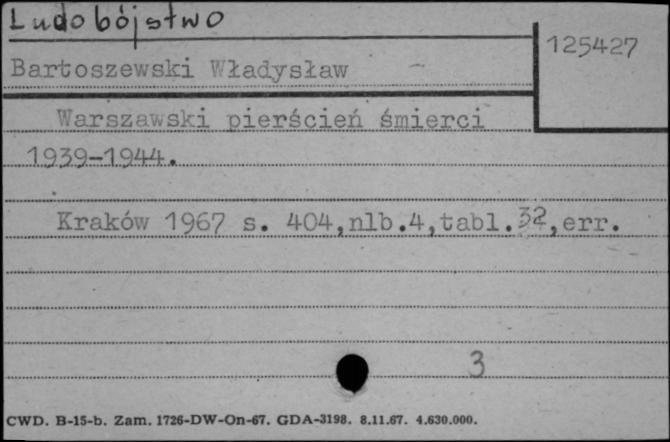 Ludobójstwo
125427
Bartoszewski Władysław
Warszawski pierścień śmierci
1939-1944.
Kraków 1967 s. 404,nlb.4,tabl.32,err.
3
CWD. B-15-b. Zam. 1726-DW-On-67. GDA-3198. 8.11.67. 4.630.000.